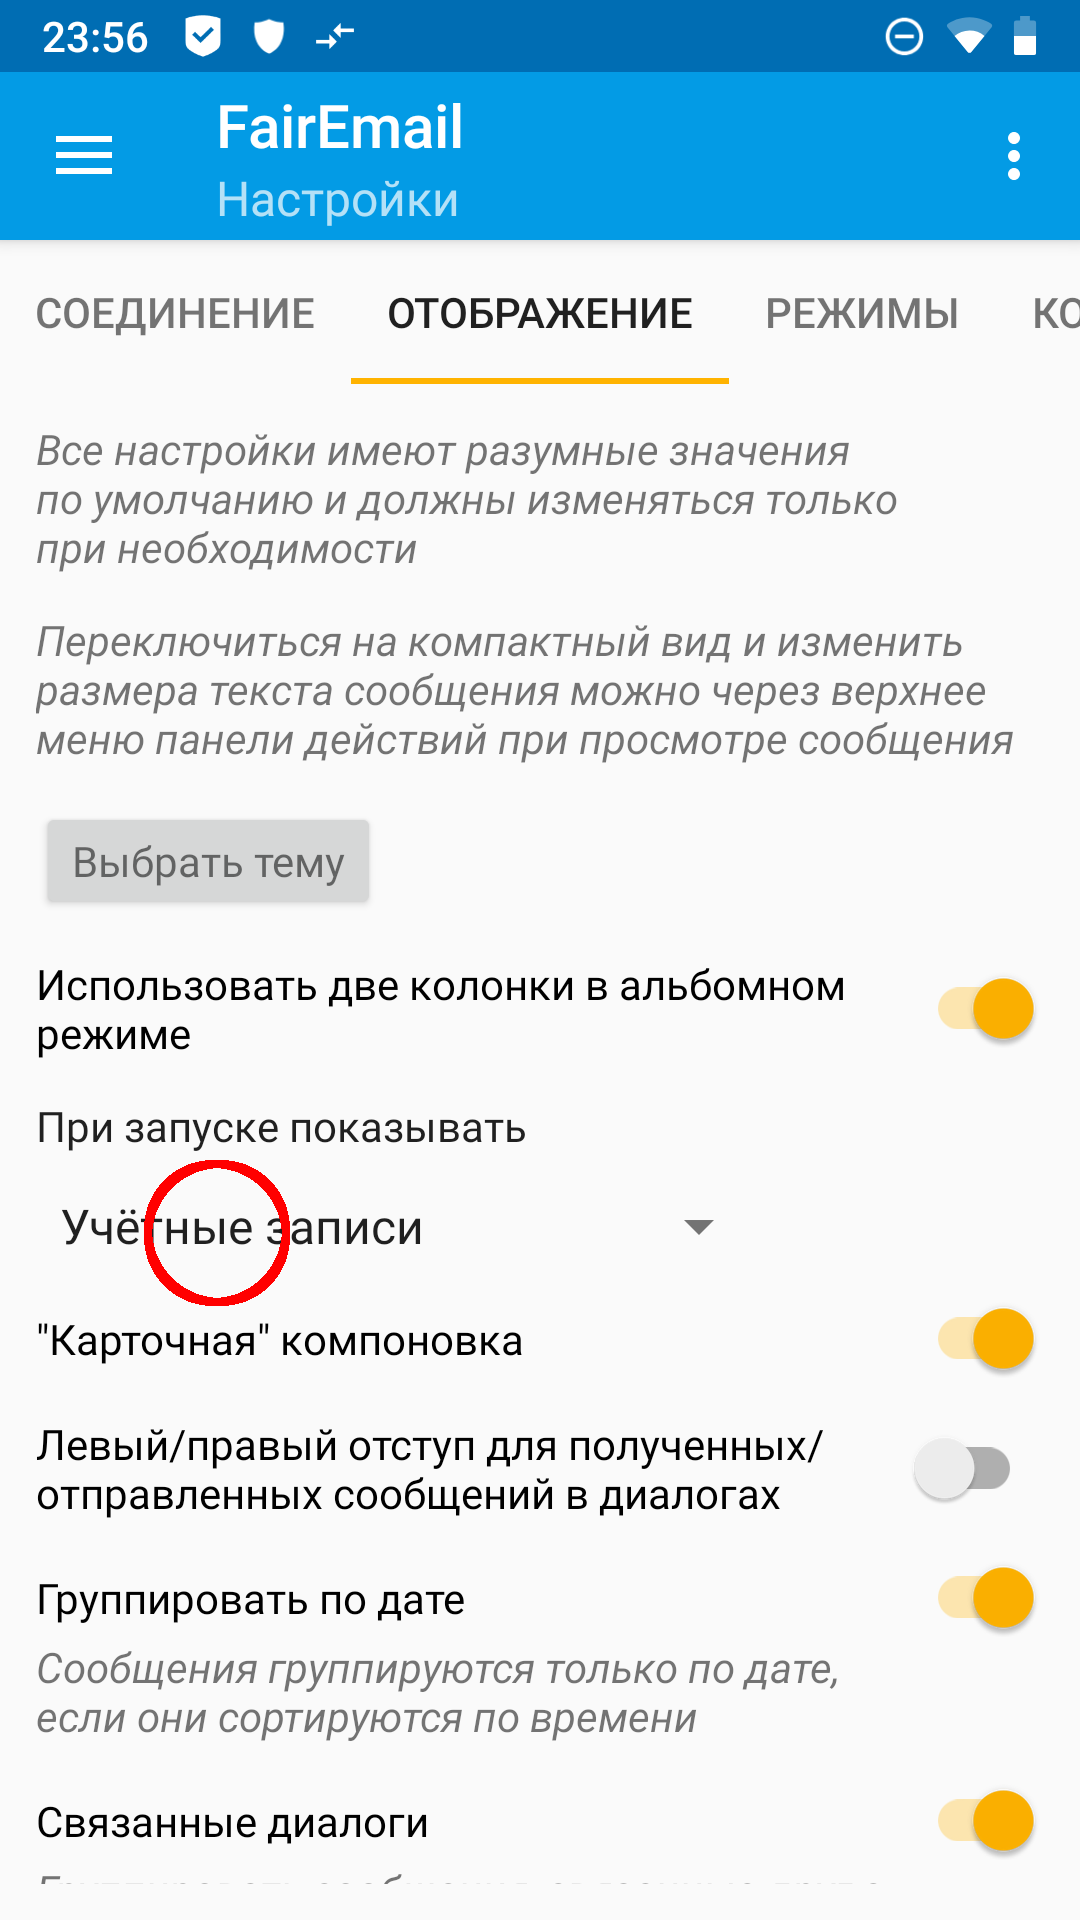 23:56
FairEmail
Настройки
СОЕДИНЕНИЕ ОТОБРАЖЕНИЕ РЕЖИМЫ КО
Все настройки имеют разумные значения
по умолчанию и должны изменяться только
при необходимости
Переключиться на компактный вид и изменить
размера текста сообщения можно через верхнее
меню панели действий при просмотре сообщения
Выбрать тему
Использовать две колонки в альбомном
режиме
При запуске показывать
Учётные записи
"Карточная" компоновка
Левый/правый отступ для полученных/
отправленных сообщений в диалогах
Группировать по дате
Сообщения группируются только по дате,
если они сортируются по времени
Связанные диалоги